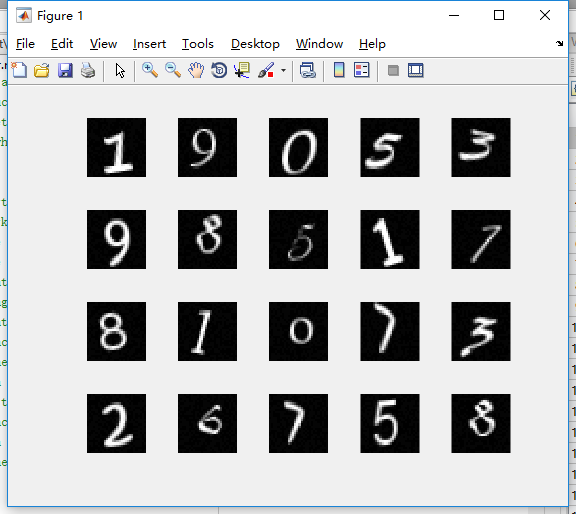 Figure 1
File Edit View Insert Tools Desktop Window Help
1 9 0 5 3
9 8 5 1 7
8 1 0 7 3
2 6 7 5 8